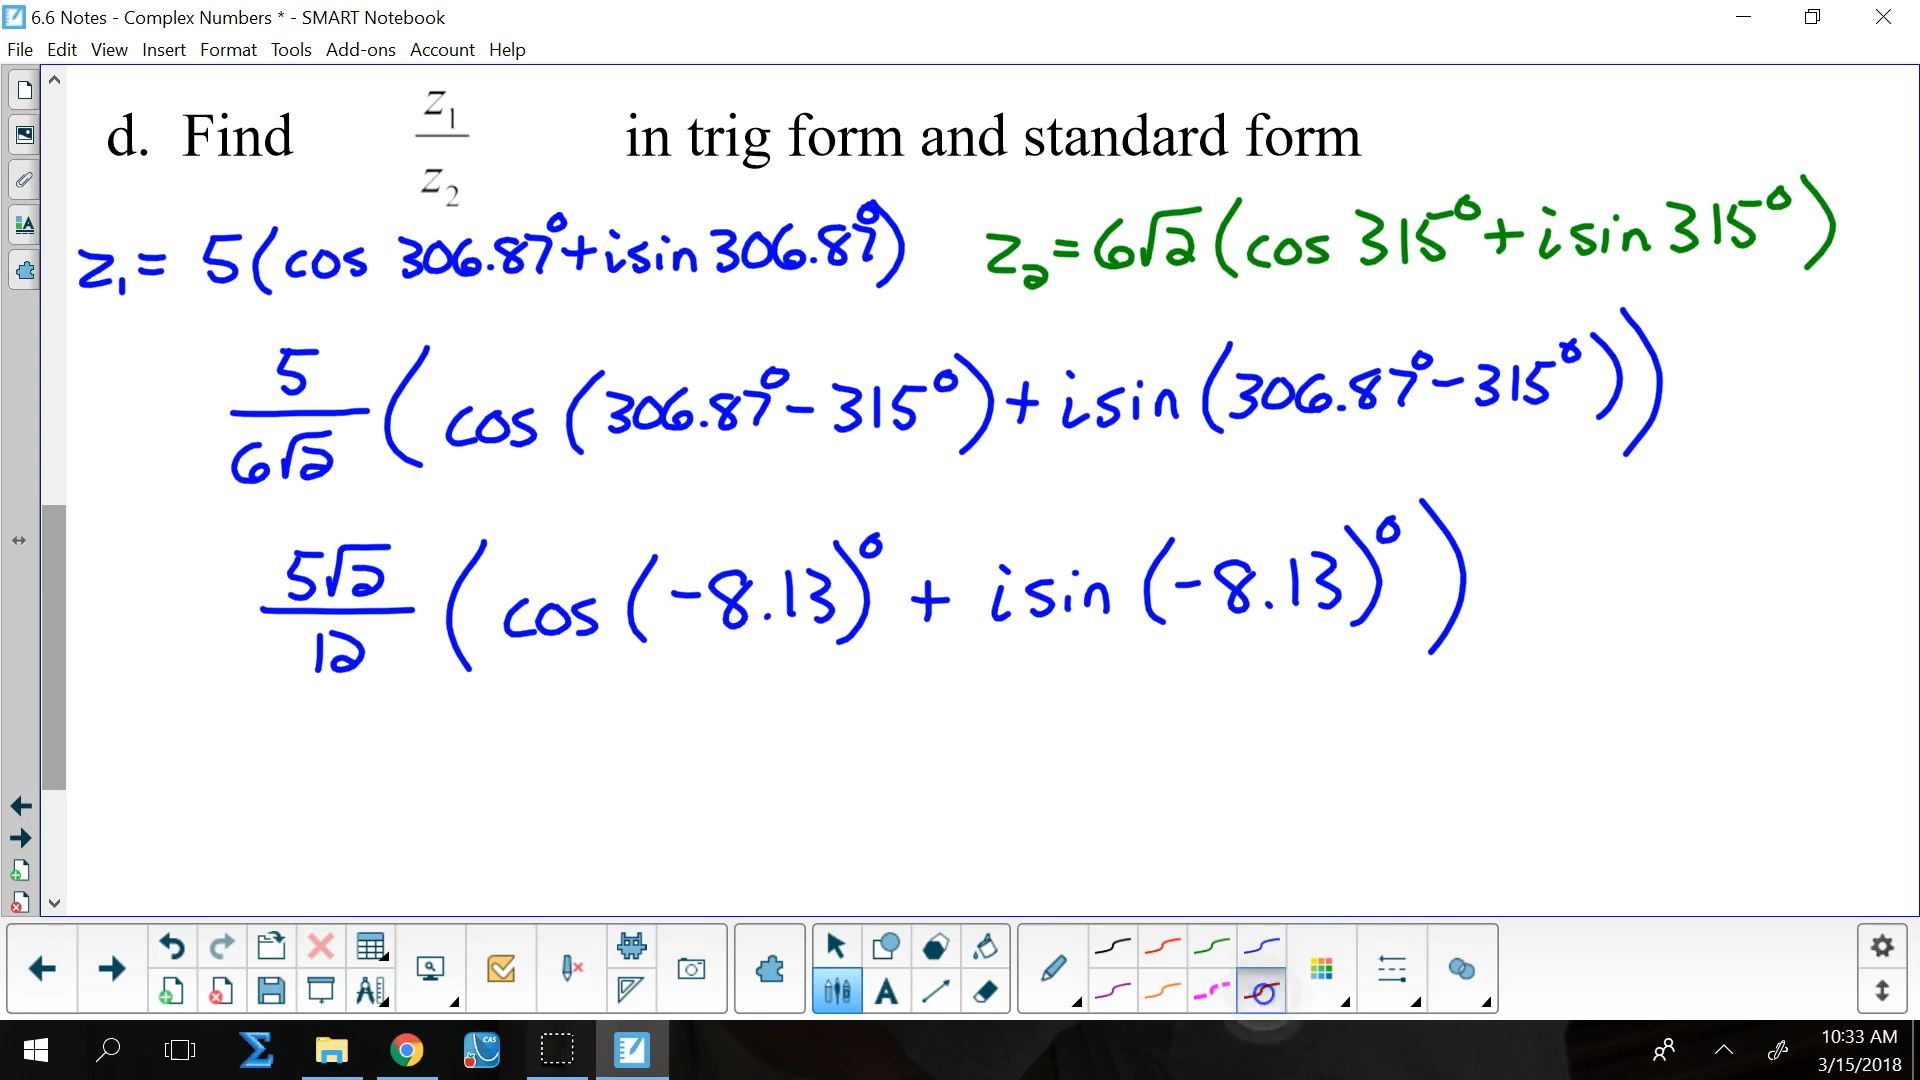 6.6 Notes - Complex Numbers * - SMART Notebook
File Edit View Insert Format Tools Add-ons Account Help
d. Find z₁/z₂ in trig form and standard form
z₁ = 5(cos 306.87° + i sin 306.87°) z₂ = 6√2 (cos 315° + i sin 315°)
5/6√2 (cos (306.87° - 315°) + i sin (306.87° - 315°))
5√2/12 (cos (-8.13)° + i sin (-8.13)°)
A
CAS
10:33 AM
3/15/2018